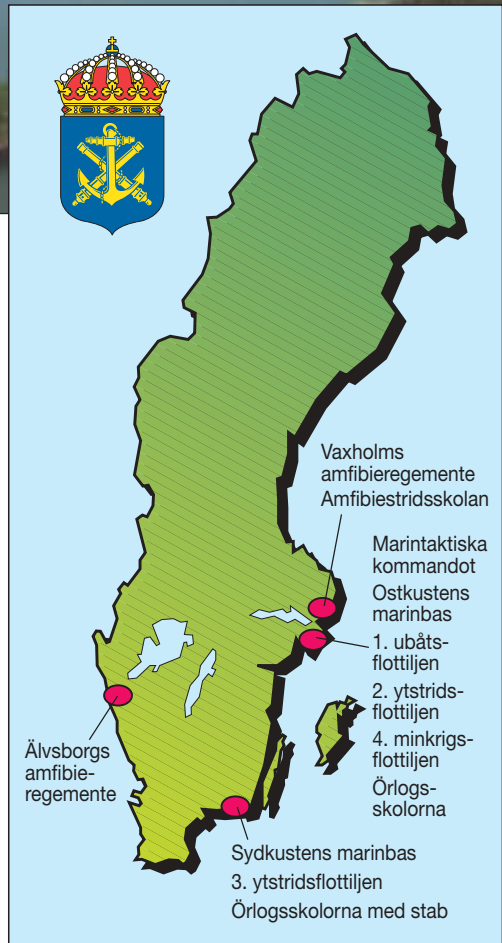 Vaxholms
amfibieregemente
Amfibiestridsskolan
Marintaktiska
kommandot
Ostkustens
marinbas
1. ubåts-
flottiljen
2. ytstrids-
flottiljen
4. minkrigs-
flottiljen
Örlogs-
skolorna
Älvsborgs
amfibie-
regemente
Sydkustens marinbas
3. ytstridsflottiljen
Örlogsskolorna med stab